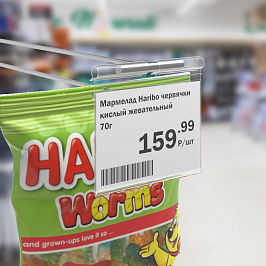 Мармелад Haribo червячки
кислый жевательный
70г
159.99
Р/шт
HA
Worms
and grown-ups love it so ...